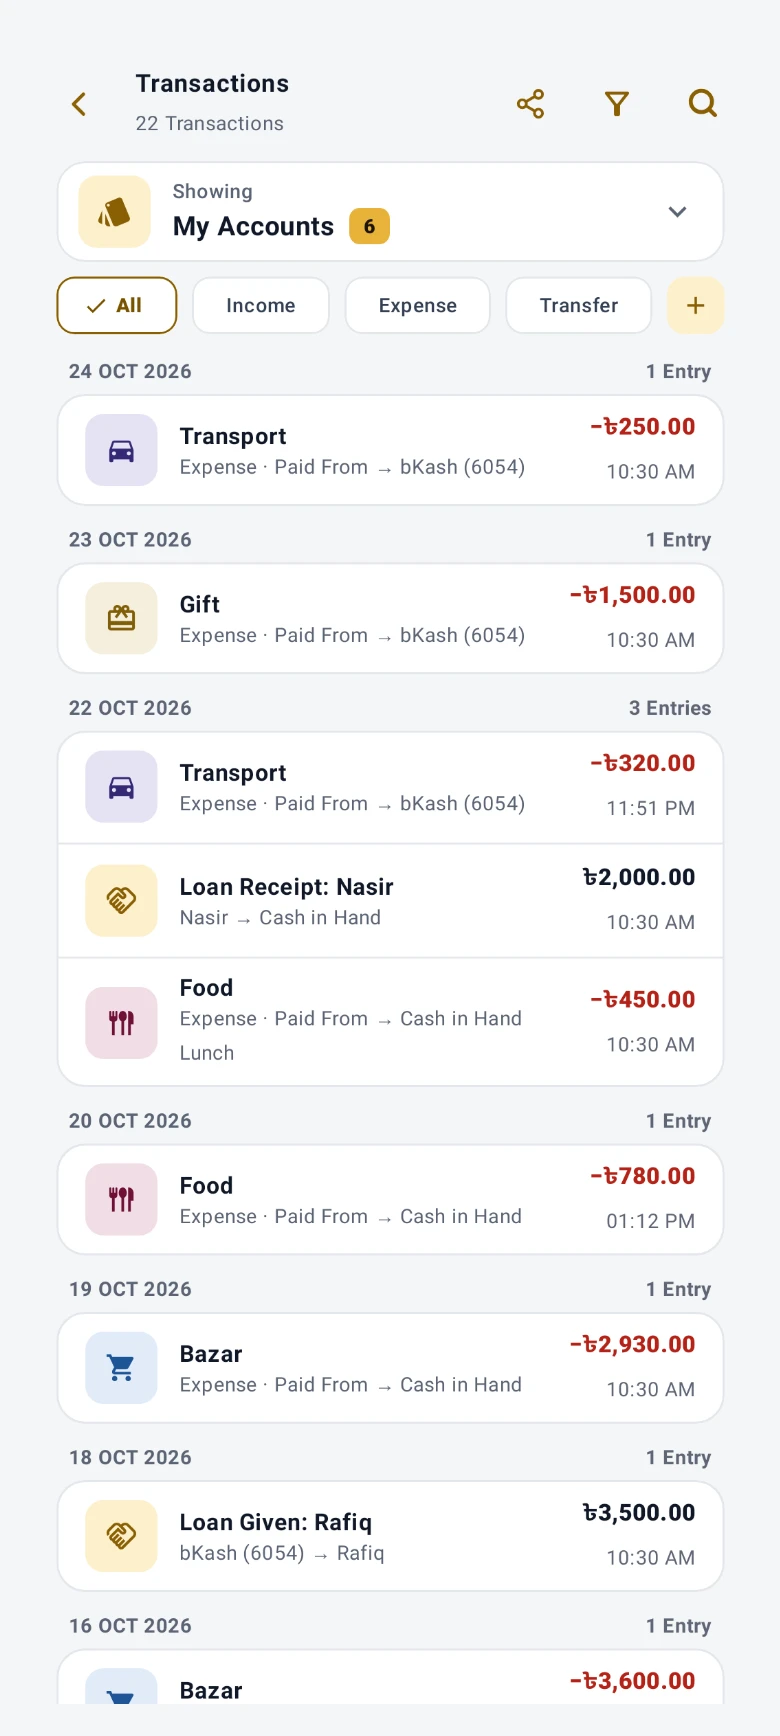 Transactions
22 Transactions
Showing
My Accounts 6
All Income Expense Transfer +
24 OCT 2026 1 Entry
Transport −৳250.00
Expense · Paid From → bKash (6054) 10:30 AM
23 OCT 2026 1 Entry
Gift −৳1,500.00
Expense · Paid From → bKash (6054) 10:30 AM
22 OCT 2026 3 Entries
Transport −৳320.00
Expense · Paid From → bKash (6054) 11:51 PM
Loan Receipt: Nasir ৳2,000.00
Nasir → Cash in Hand 10:30 AM
Food −৳450.00
Expense · Paid From → Cash in Hand 10:30 AM
Lunch
20 OCT 2026 1 Entry
Food −৳780.00
Expense · Paid From → Cash in Hand 01:12 PM
19 OCT 2026 1 Entry
Bazar −৳2,930.00
Expense · Paid From → Cash in Hand 10:30 AM
18 OCT 2026 1 Entry
Loan Given: Rafiq ৳3,500.00
bKash (6054) → Rafiq 10:30 AM
16 OCT 2026 1 Entry
Bazar −৳3,600.00